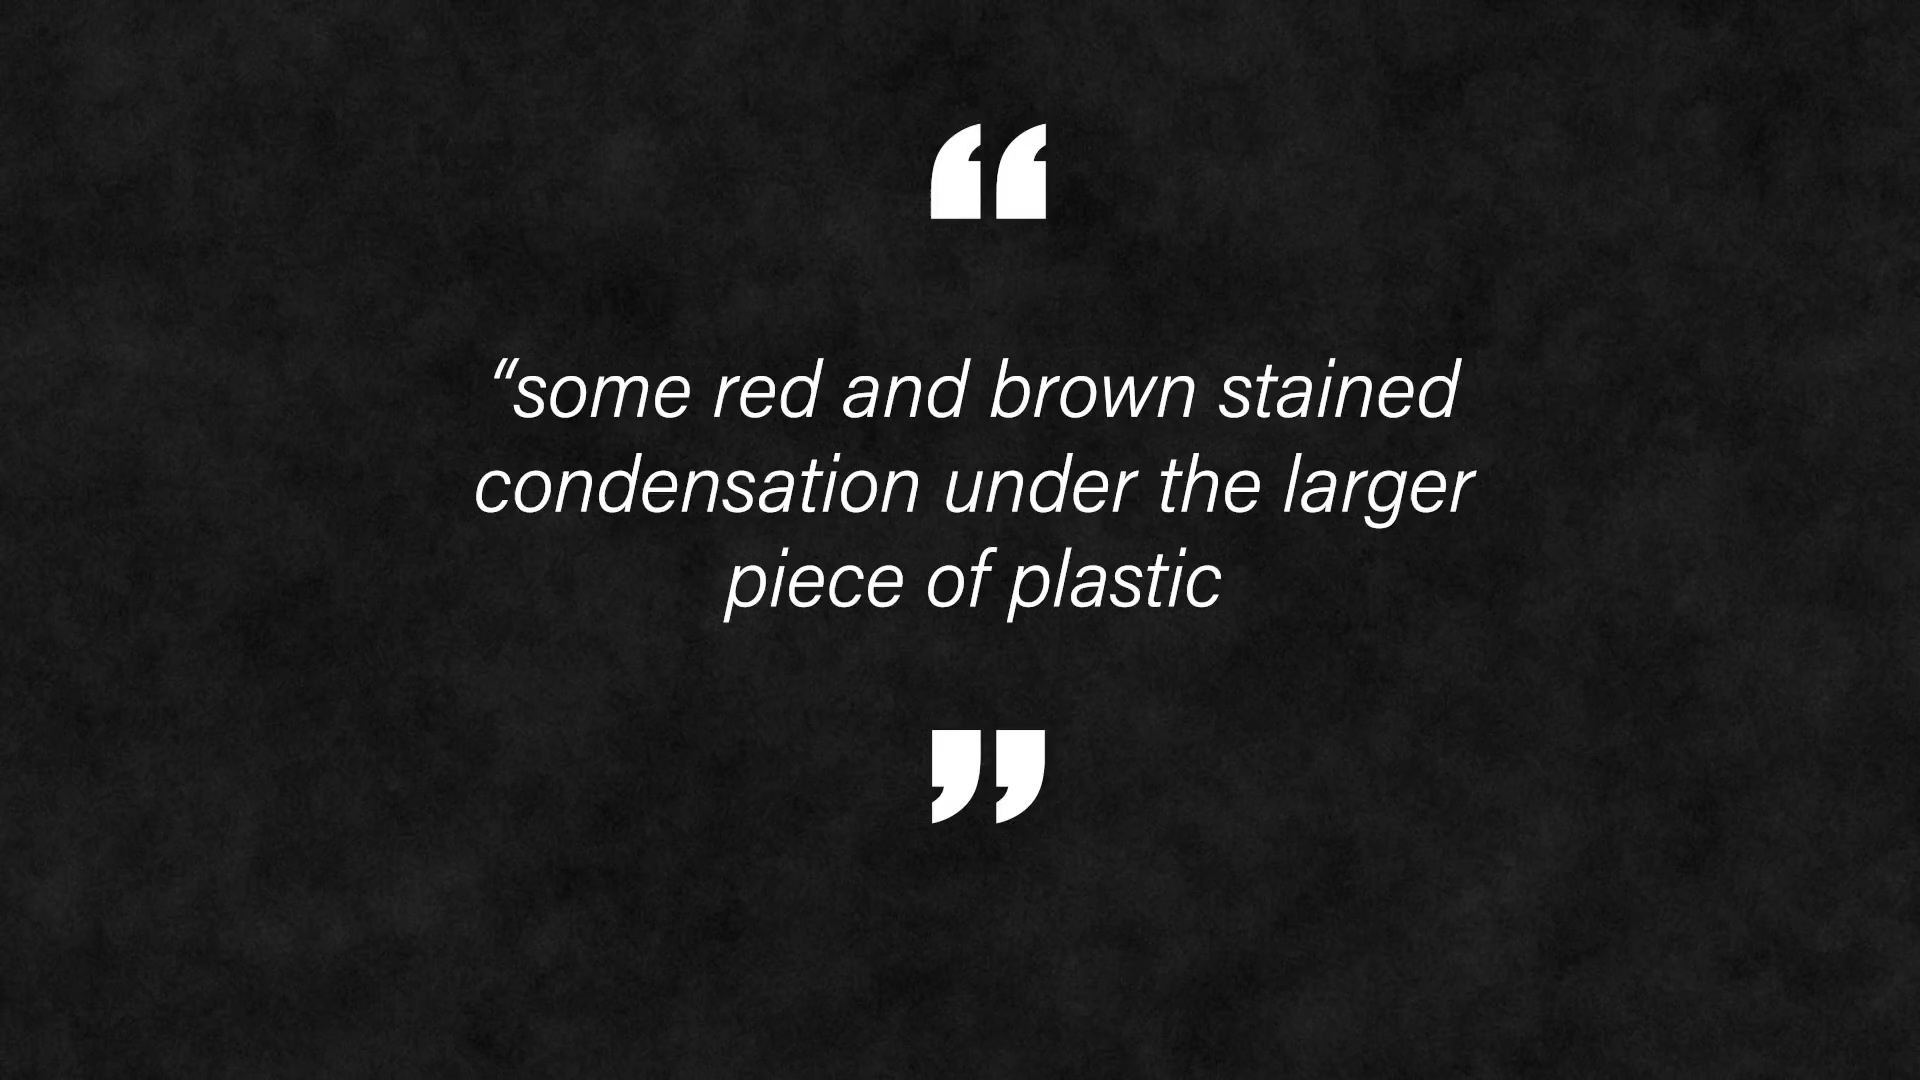 “
“some red and brown stained
condensation under the larger
piece of plastic
”